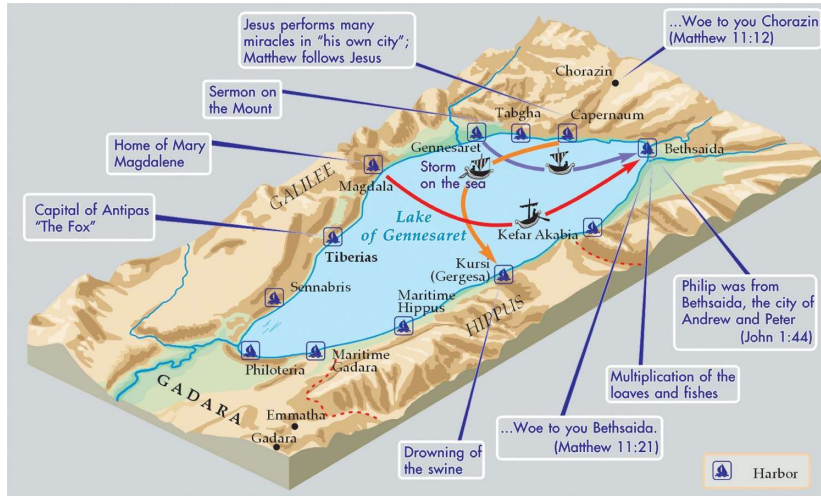 Jesus performs many
miracles in "his own city";
Matthew follows Jesus
...Woe to you Chorazin
(Matthew 11:12)
Chorazin
Sermon on
the Mount
Tabgha
Capernaum
Home of Mary
Magdalene
Gennesaret
Bethsaida
Storm
on the sea
GALILEE
Magdala
Capital of Antipas
"The Fox"
Lake
of Gennesaret
Kefar Akabia
Tiberias
Kursi
(Gergesa)
Sennabris
Maritime
Hippus
HIPPUS
Philip was from
Bethsaida, the city of
Andrew and Peter
(John 1:44)
Philoteria
Maritime
Gadara
GADARA
Multiplication of the
loaves and fishes
Emmatha
Gadara
...Woe to you Bethsaida.
(Matthew 11:21)
Drowning of
the swine
Harbor